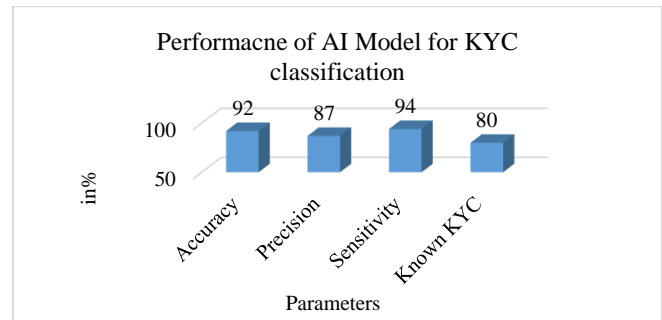 Performacne of AI Model for KYC
classification
92
87
94
80
100
50
in%
Accuracy
Precision
Sensitivity
Known KYC
Parameters